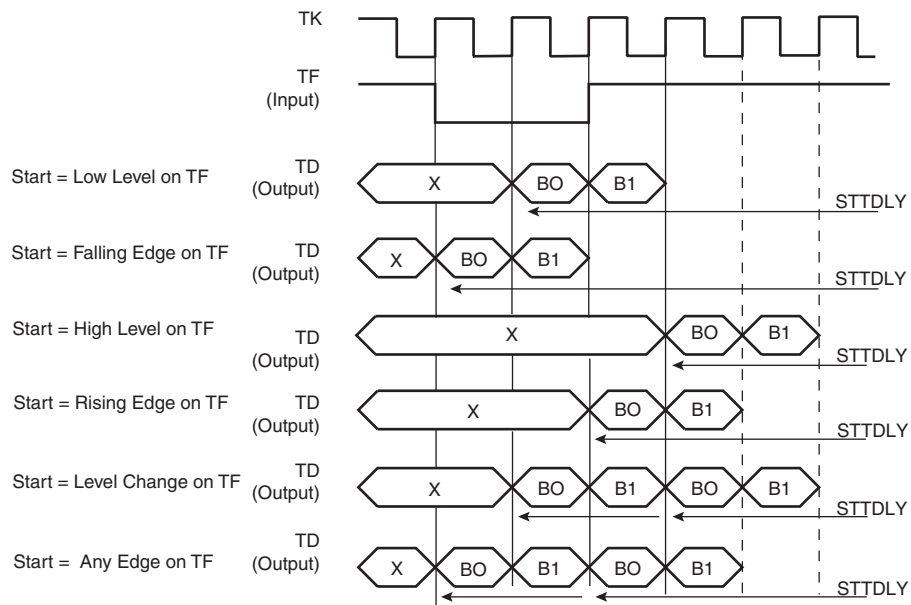 TK
TF
(Input)
Start = Low Level on TF
TD
(Output)
X
BO
B1
STTDLY
Start = Falling Edge on TF
TD
(Output)
X
BO
B1
STTDLY
Start = High Level on TF
TD
(Output)
X
BO
B1
STTDLY
Start = Rising Edge on TF
TD
(Output)
X
BO
B1
STTDLY
Start = Level Change on TF
TD
(Output)
X
BO
B1
BO
B1
STTDLY
Start = Any Edge on TF
TD
(Output)
X
BO
B1
BO
B1
STTDLY